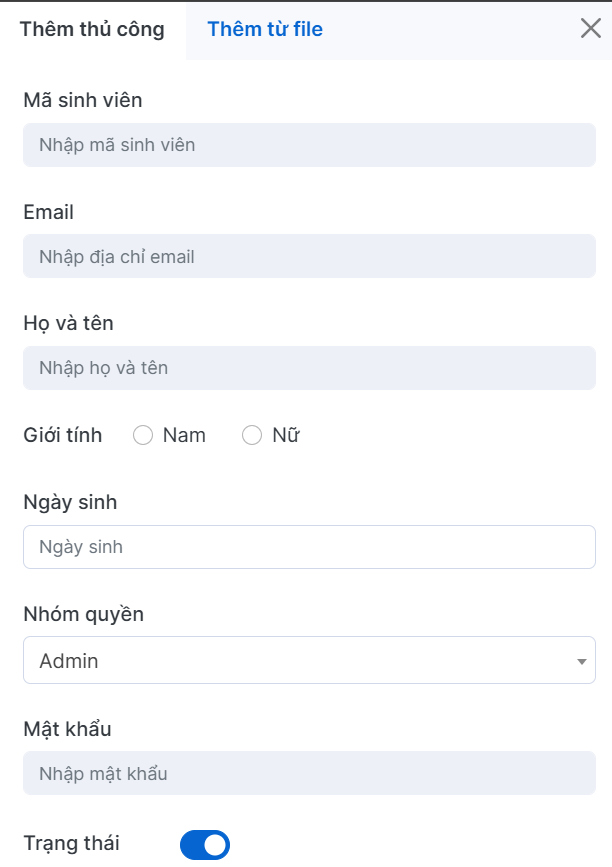 Thêm thủ công Thêm từ file
Mã sinh viên
Nhập mã sinh viên
Email
Nhập địa chỉ email
Họ và tên
Nhập họ và tên
Giới tính Nam Nữ
Ngày sinh
Ngày sinh
Nhóm quyền
Admin
Mật khẩu
Nhập mật khẩu
Trạng thái